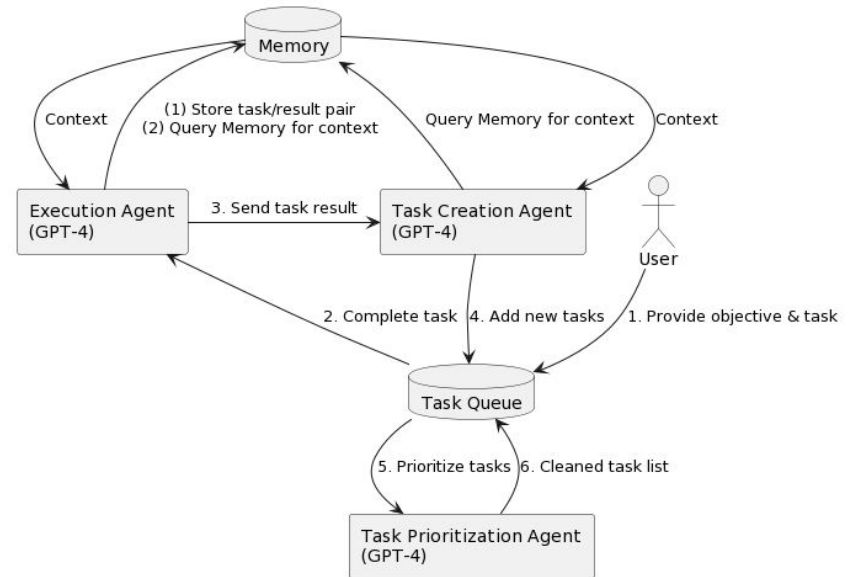 Memory
Context
(1) Store task/result pair
(2) Query Memory for context
Query Memory for context
Context
Execution Agent
(GPT-4)
3. Send task result
Task Creation Agent
(GPT-4)
User
2. Complete task
4. Add new tasks
1. Provide objective & task
Task Queue
5. Prioritize tasks
6. Cleaned task list
Task Prioritization Agent
(GPT-4)